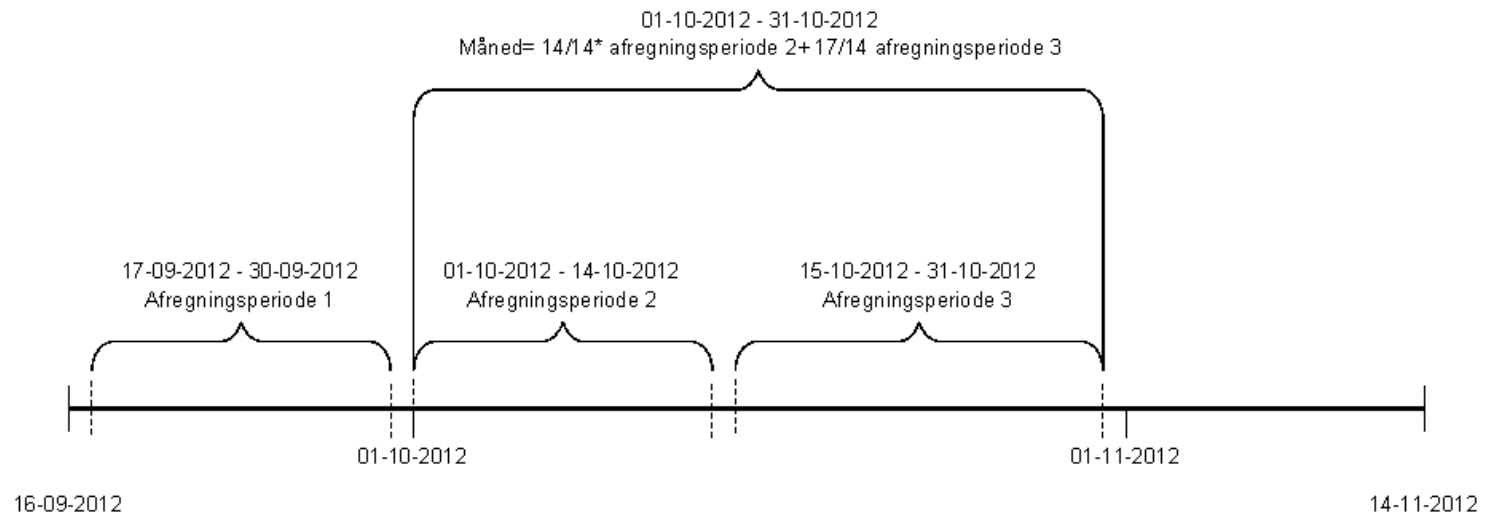 01-10-2012 - 31-10-2012
Måned= 14/14* afregningsperiode 2+17/14 afregningsperiode 3
17-09-2012 - 30-09-2012
Afregningsperiode 1
01-10-2012 - 14-10-2012
Afregningsperiode 2
15-10-2012 - 31-10-2012
Afregningsperiode 3
01-10-2012
01-11-2012
16-09-2012
14-11-2012